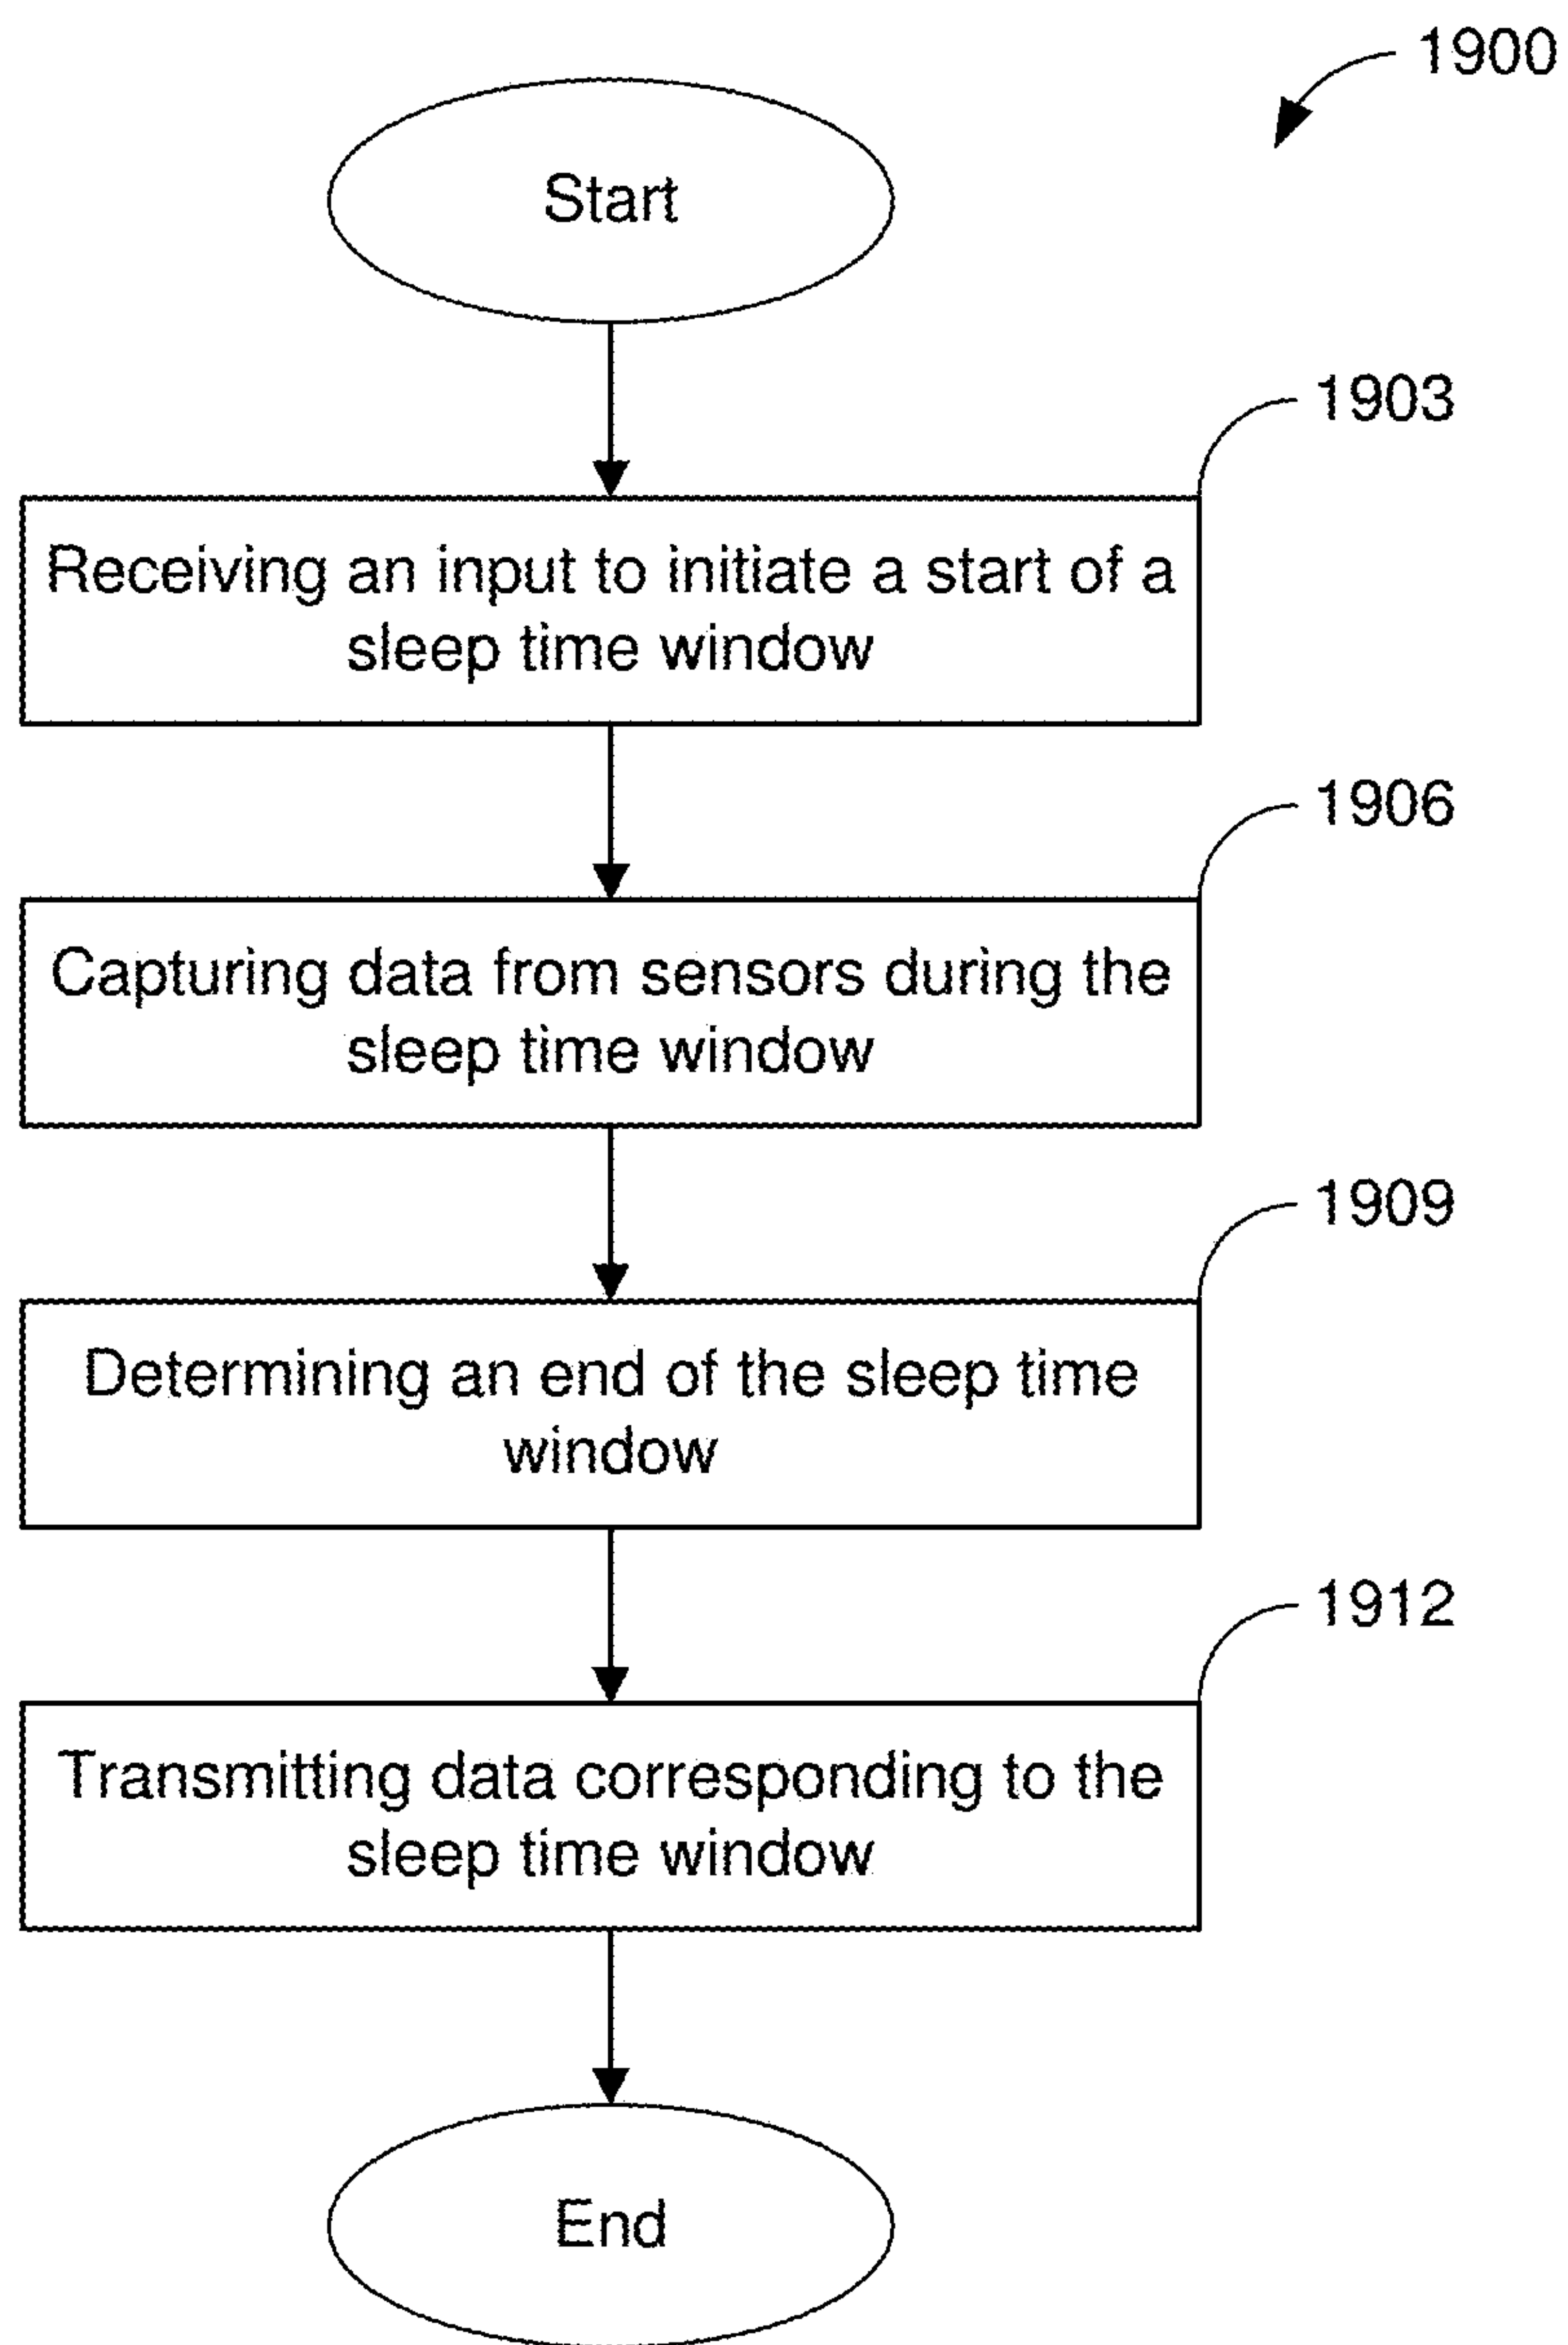 1900
Start
1903
Receiving an input to initiate a start of a
sleep time window
1906
Capturing data from sensors during the
sleep time window
1909
Determining an end of the sleep time
window
1912
Transmitting data corresponding to the
sleep time window
End